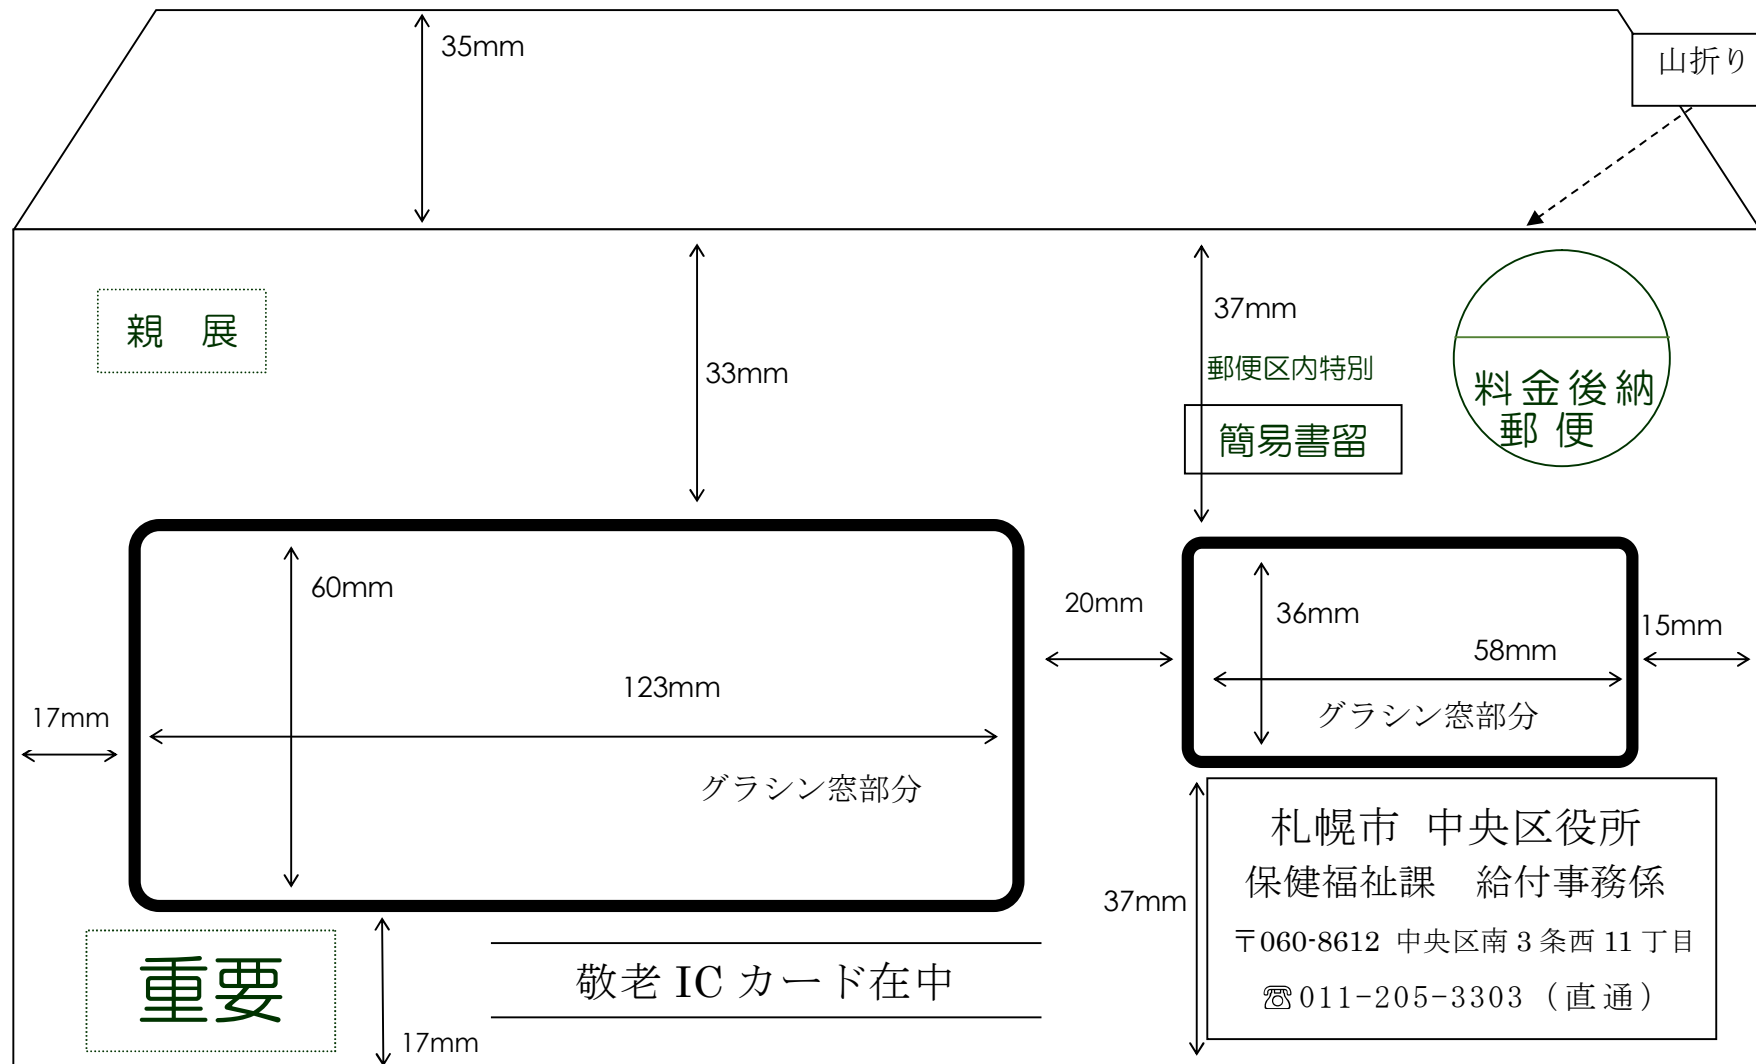 35mm
山折り
親 展
33mm
37mm
郵便区内特別
簡易書留
料金後納
郵便
60mm
123mm
17mm
グラシン窓部分
20mm
36mm
58mm
15mm
グラシン窓部分
重要
17mm
敬老 IC カード在中
37mm
札幌市 中央区役所
保健福祉課 給付事務係
〒060-8612 中央区南 3 条西 11 丁目
☏011-205-3303（直通）